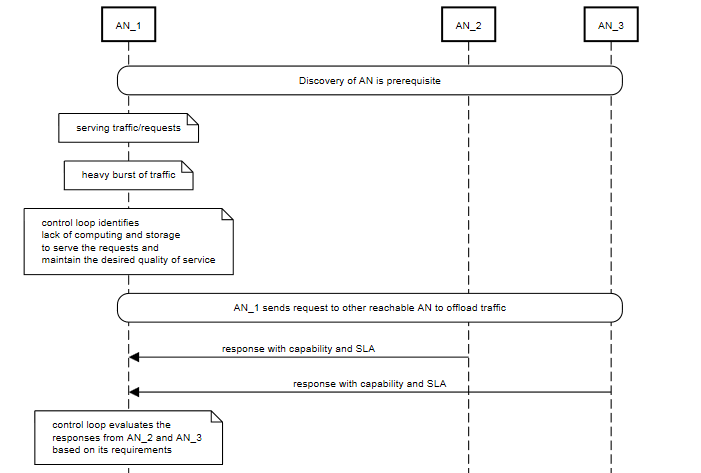 AN_1
AN_2
AN_3
Discovery of AN is prerequisite
serving traffic/requests
heavy burst of traffic
control loop identifies
lack of computing and storage
to serve the requests and
maintain the desired quality of service
AN_1 sends request to other reachable AN to offload traffic
response with capability and SLA
response with capability and SLA
control loop evaluates the
responses from AN_2 and AN_3
based on its requirements